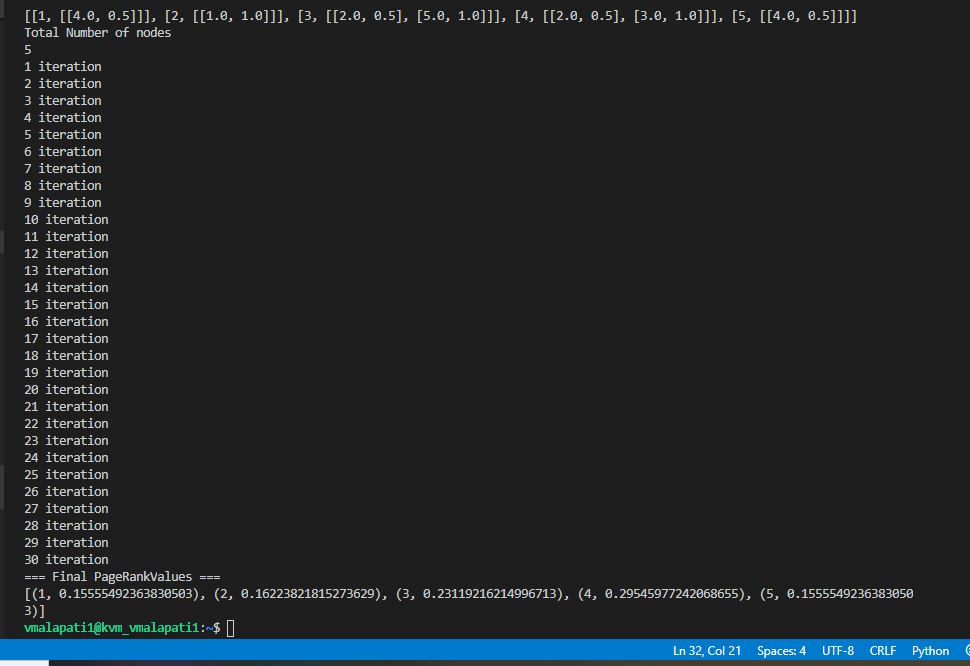 [[1, [[4.0, 0.5]]], [2, [[1.0, 1.0]]], [3, [[2.0, 0.5], [5.0, 1.0]]], [4, [[2.0, 0.5], [3.0, 1.0]]], [5, [[4.0, 0.5]]]]
Total Number of nodes
5
1 iteration
2 iteration
3 iteration
4 iteration
5 iteration
6 iteration
7 iteration
8 iteration
9 iteration
10 iteration
11 iteration
12 iteration
13 iteration
14 iteration
15 iteration
16 iteration
17 iteration
18 iteration
19 iteration
20 iteration
21 iteration
22 iteration
23 iteration
24 iteration
25 iteration
26 iteration
27 iteration
28 iteration
29 iteration
30 iteration
=== Final PageRankValues ===
[(1, 0.15555492363830503), (2, 0.16223821815273629), (3, 0.23119216214996713), (4, 0.29545977242068655), (5, 0.1555549236383050
3)]
vmalapati1@kvm_vmalapati1:~$
Ln 32, Col 21 Spaces: 4 UTF-8 CRLF Python